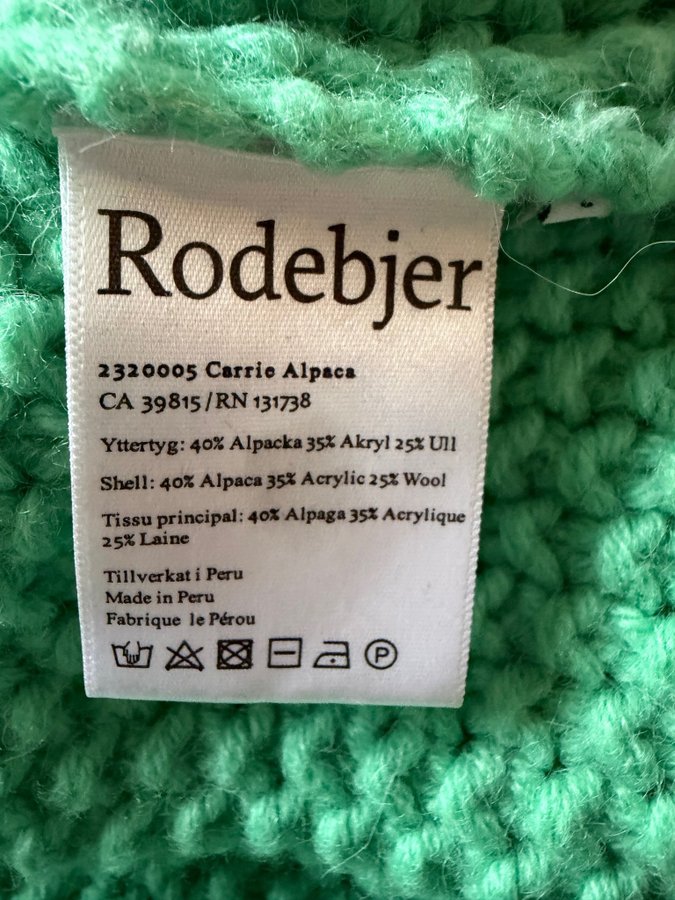 Rodebjer
2320005 Carrie Alpaca
CA 39815/RN 131738
Yttertyg: 40% Alpacka 35% Akryl 25% Ull
Shell: 40% Alpaca 35% Acrylic 25% Wool
Tissu principal: 40% Alpaga 35% Acrylique
25% Laine
Tillverkat i Peru
Made in Peru
Fabrique le Pérou
P